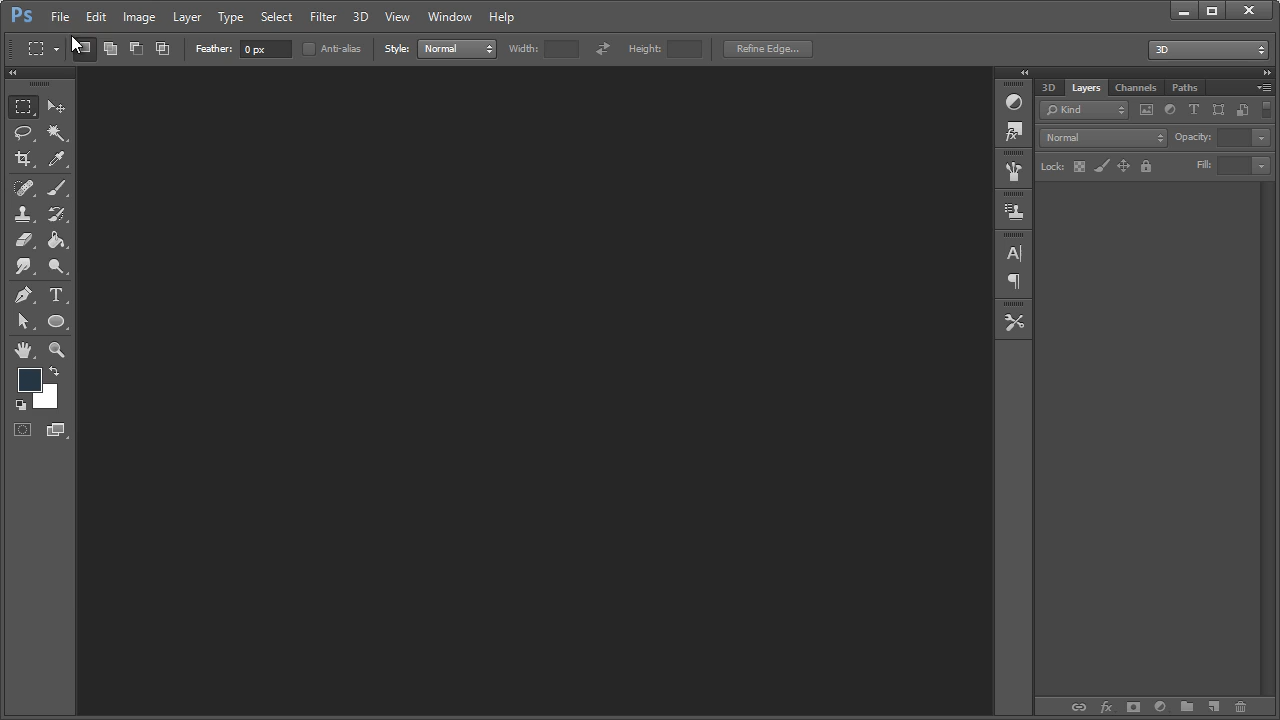 Ps File Edit Image Layer Type Select Filter 3D View Window Help
Feather: 0 px Anti-alias Style: Normal Width: Height: Refine Edge... 3D
3D Layers Channels Paths
Kind
Normal Opacity:
Lock: Fill: